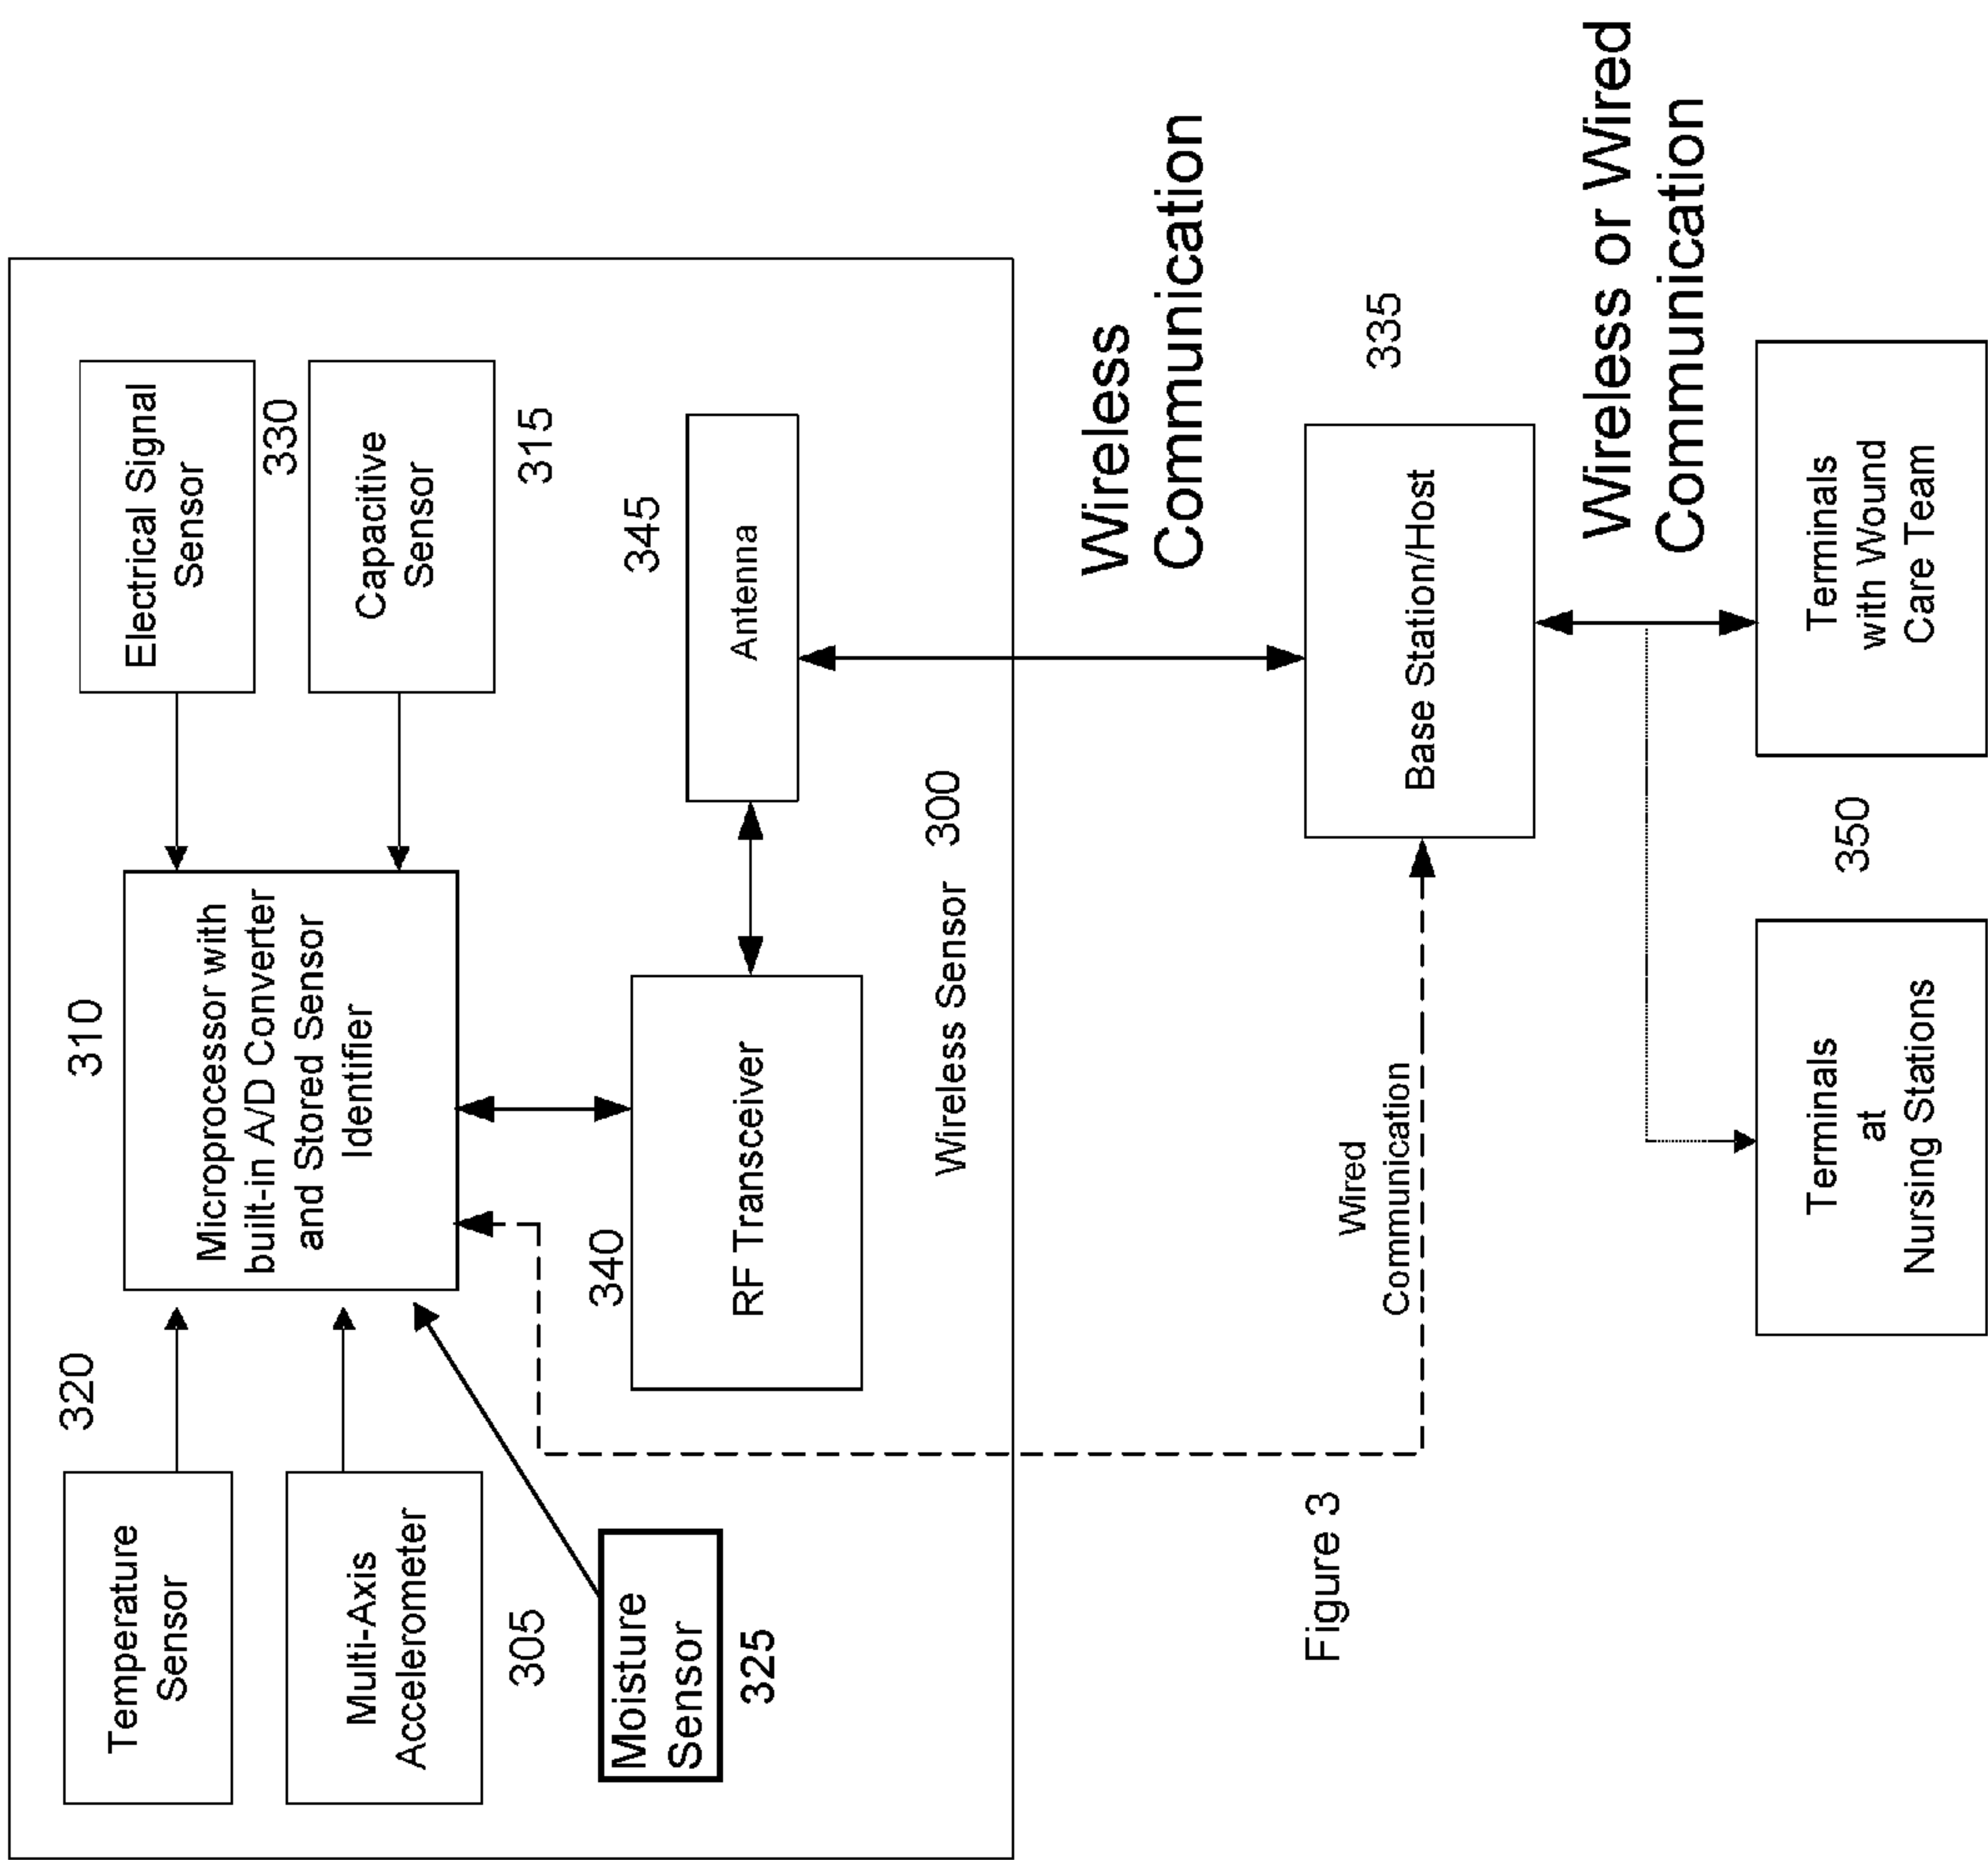 320
Temperature
Sensor
310
Microprocessor with
built-in A/D Converter
and Stored Sensor
Identifier
Electrical Signal
Sensor
330
Multi-Axis
Accelerometer
305
Capacitive
Sensor
315
Moisture
Sensor
325
340
RF Transceiver
345
Antenna
Wireless Sensor 300
Wireless
Communication
Figure 3
Wired
Communication
335
Base Station/Host
Wireless or Wired
Communication
Terminals
at
Nursing Stations
350
Terminals
with Wound
Care Team